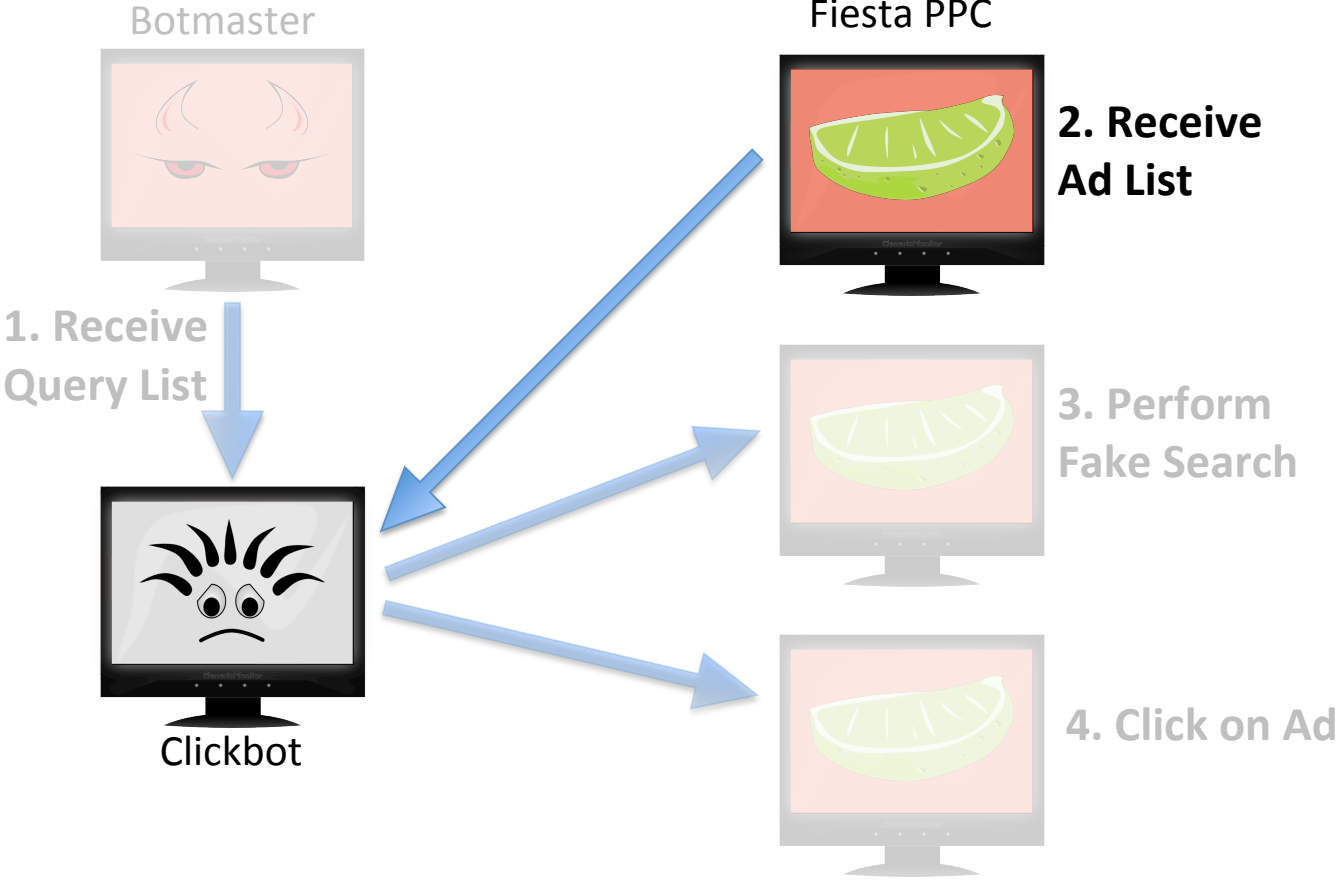 Botmaster
Fiesta PPC
2. Receive
Ad List
1. Receive
Query List
3. Perform
Fake Search
Clickbot
4. Click on Ad